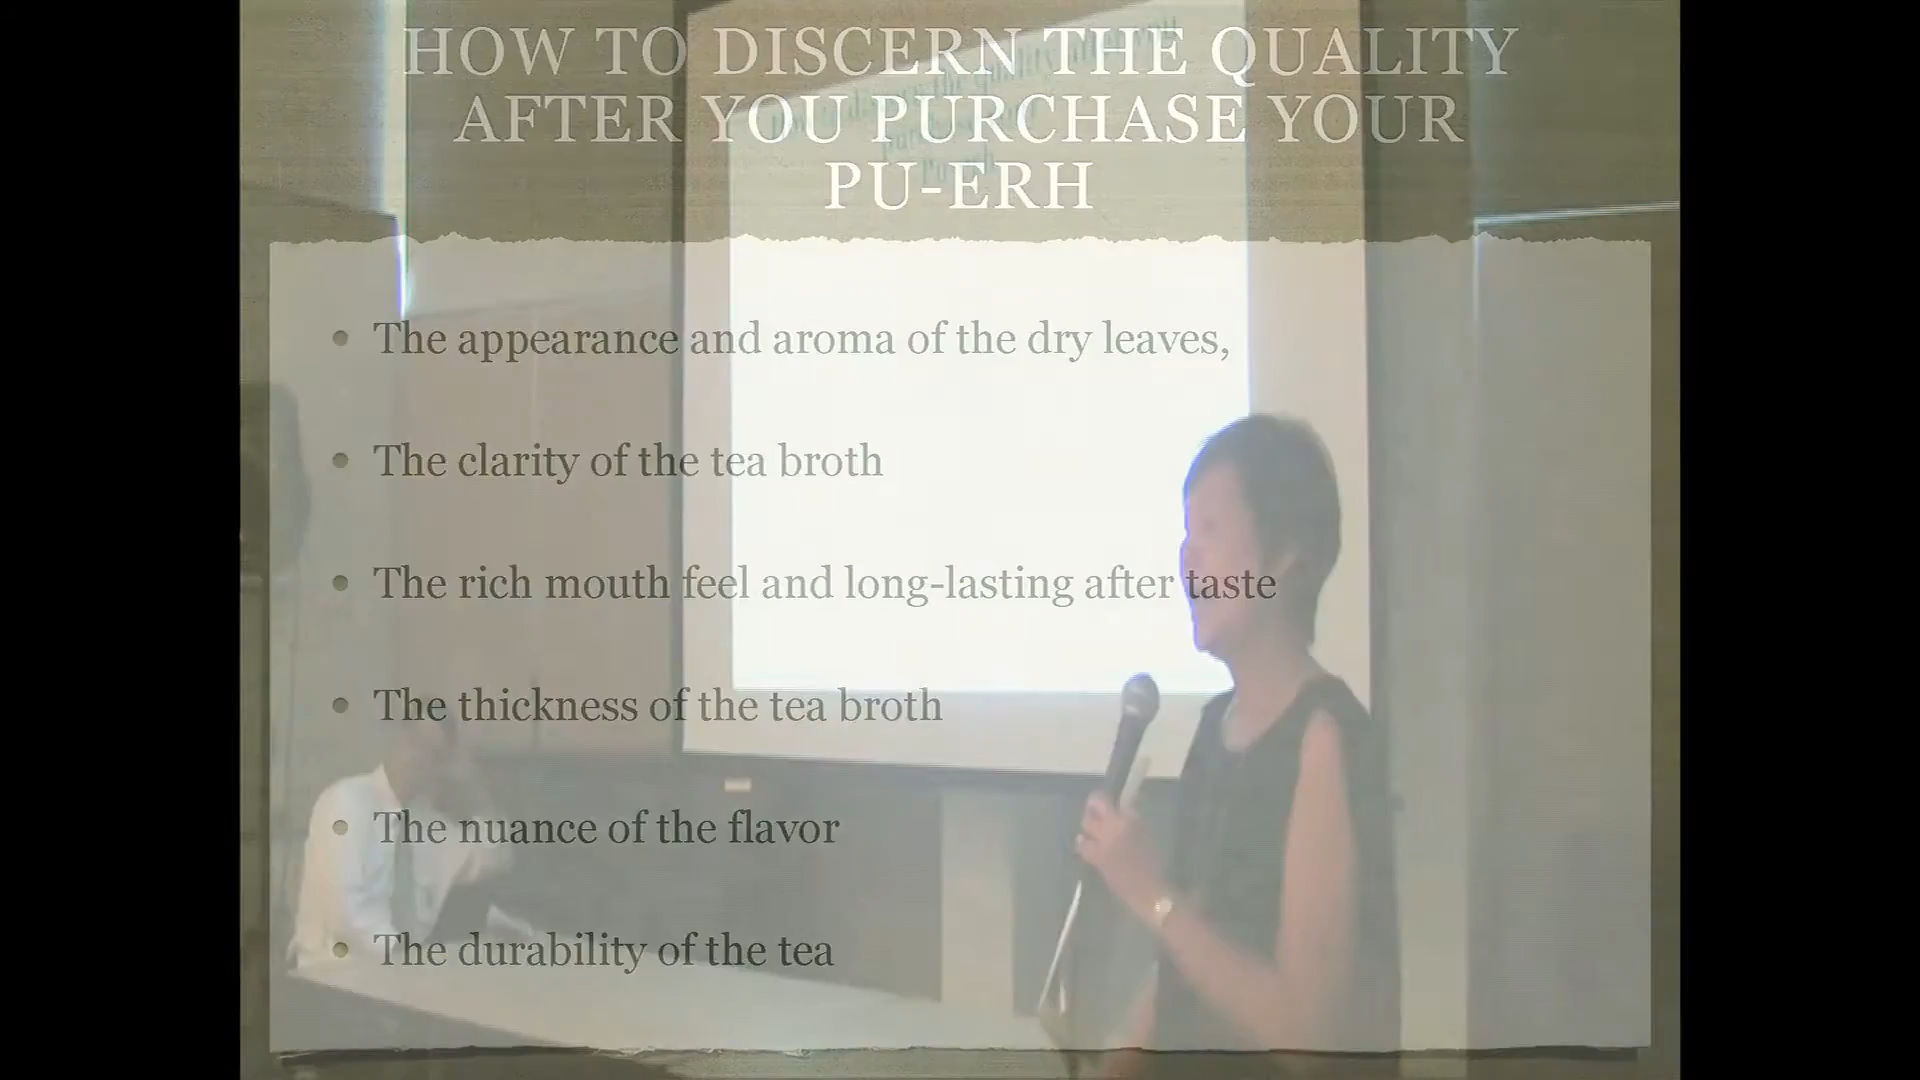 HOW TO DISCERN THE QUALITY
AFTER YOU PURCHASE YOUR
PU-ERH
• The appearance and aroma of the dry leaves,
• The clarity of the tea broth
• The rich mouth feel and long-lasting after taste
• The thickness of the tea broth
• The nuance of the flavor
• The durability of the tea